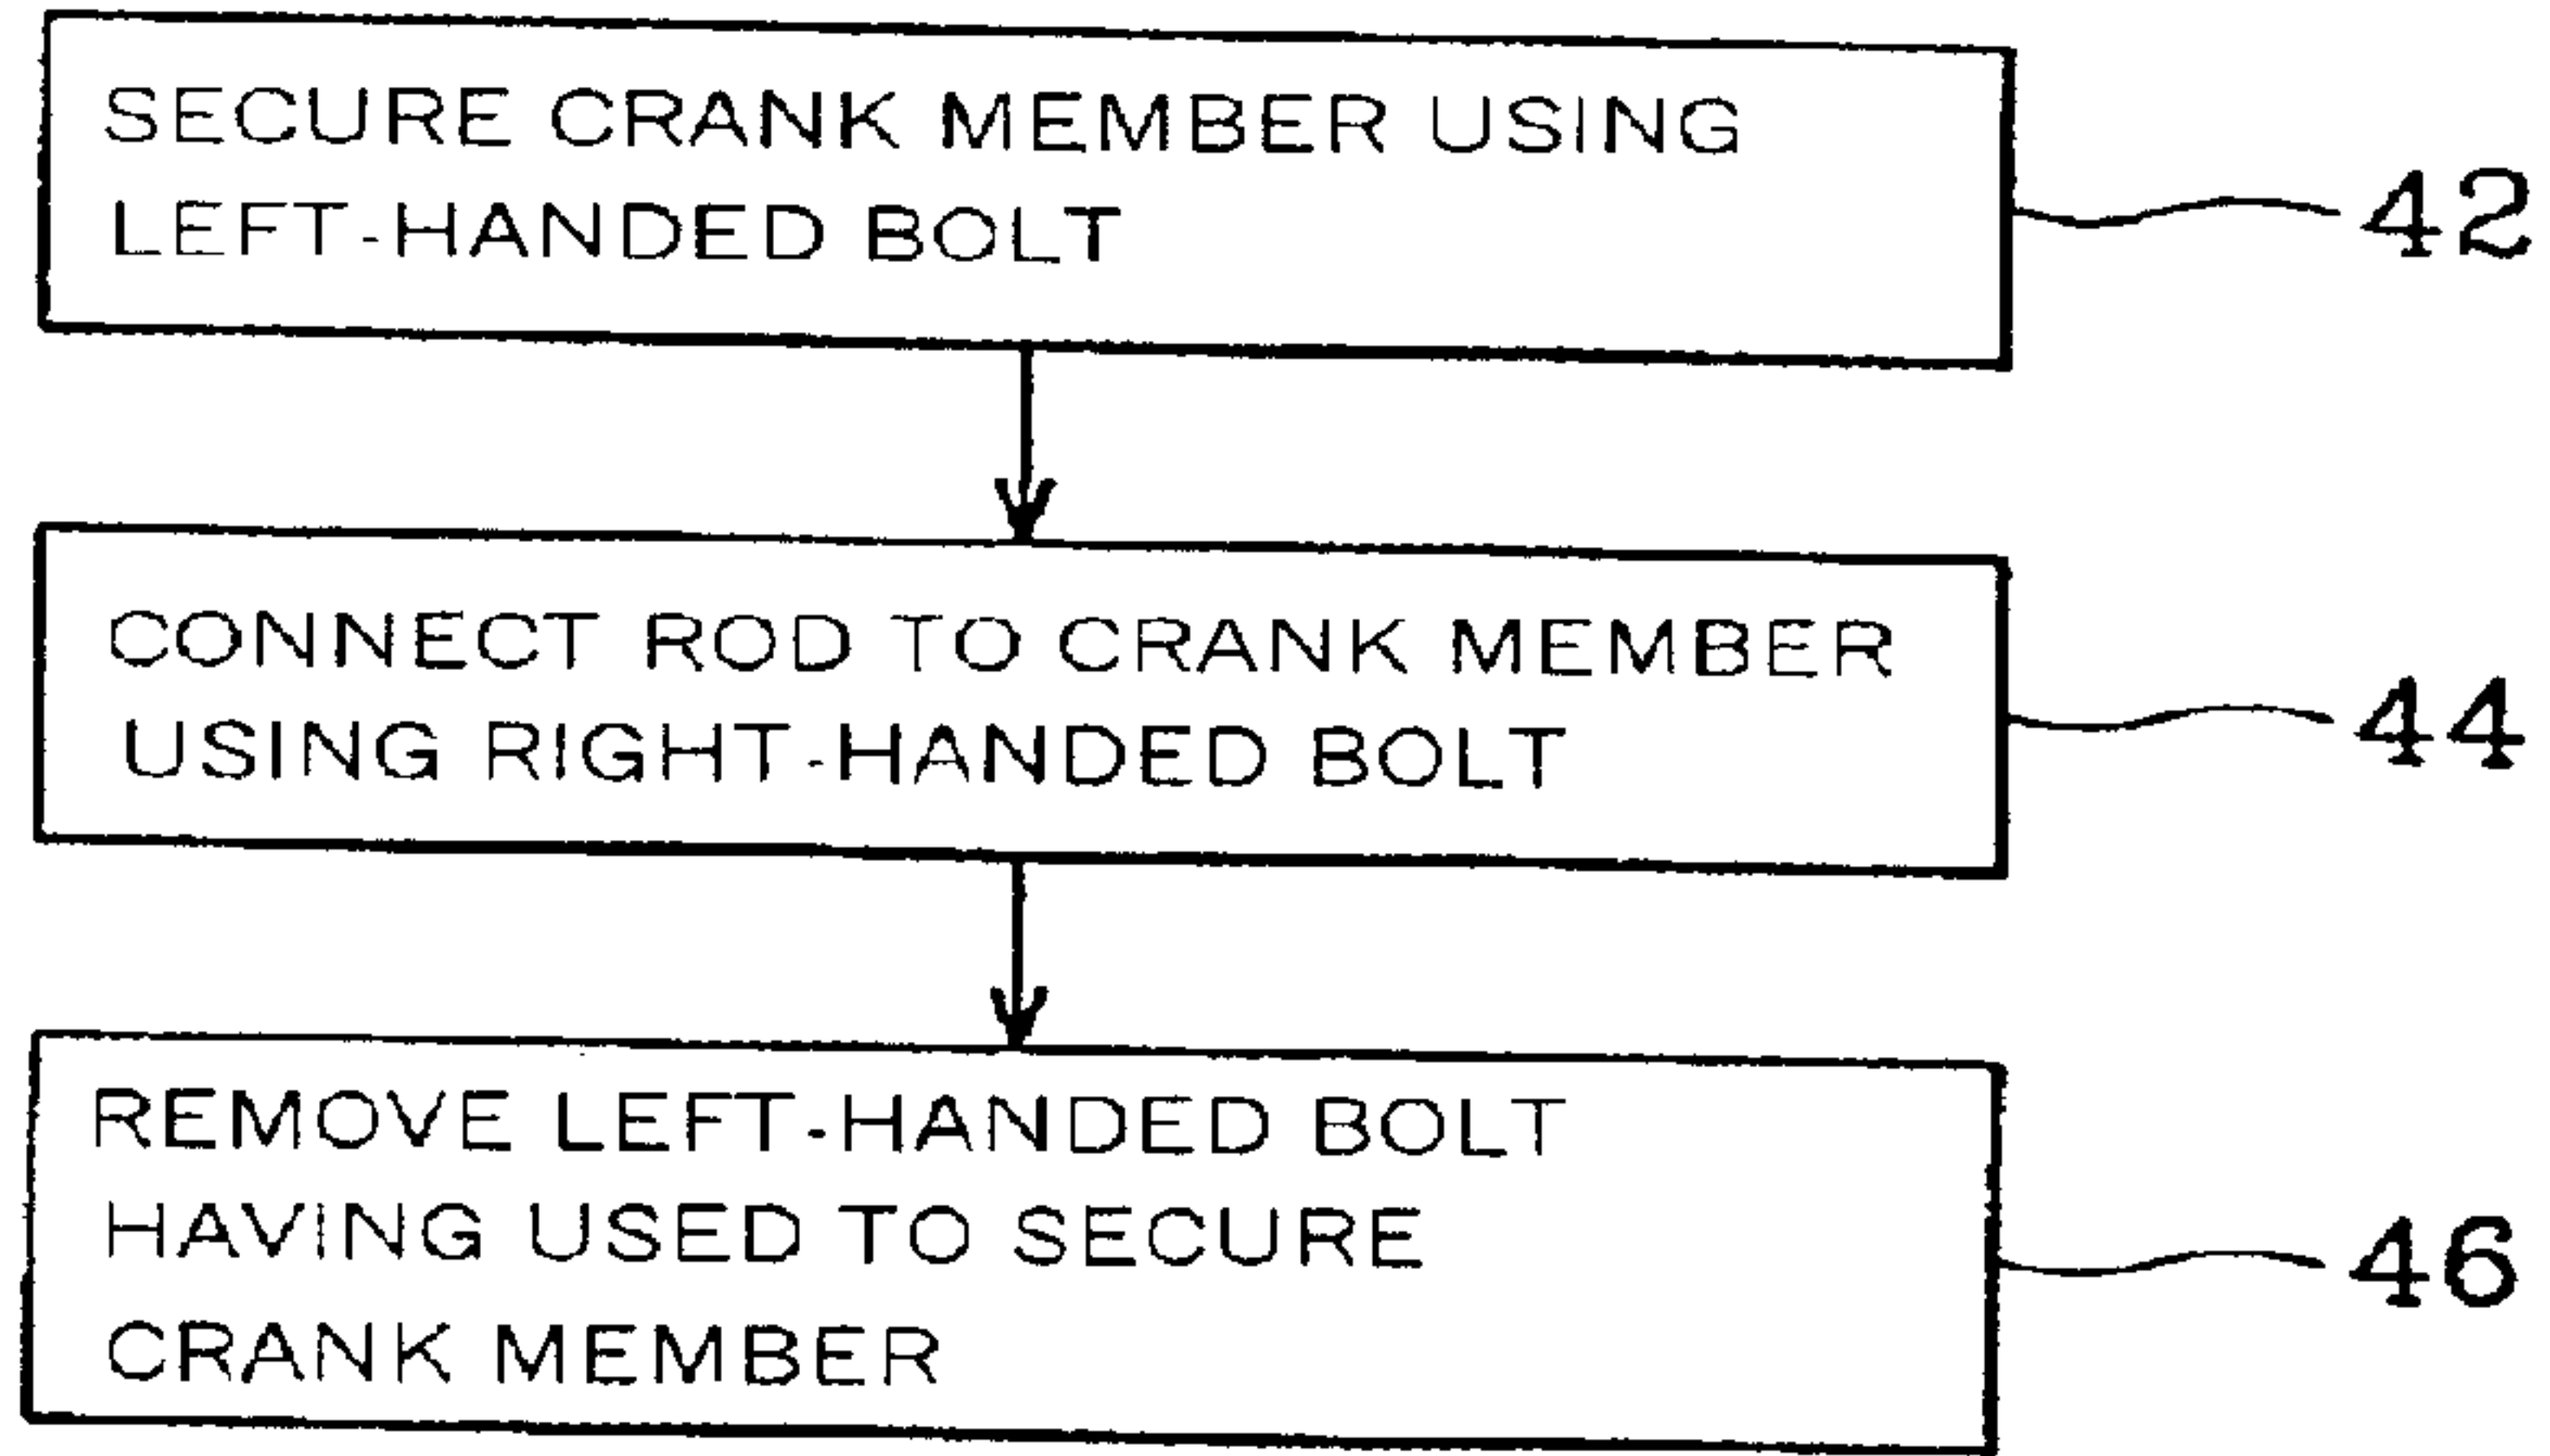 SECURE CRANK MEMBER USING
LEFT-HANDED BOLT
42
CONNECT ROD TO CRANK MEMBER
USING RIGHT-HANDED BOLT
44
REMOVE LEFT-HANDED BOLT
HAVING USED TO SECURE
CRANK MEMBER
46